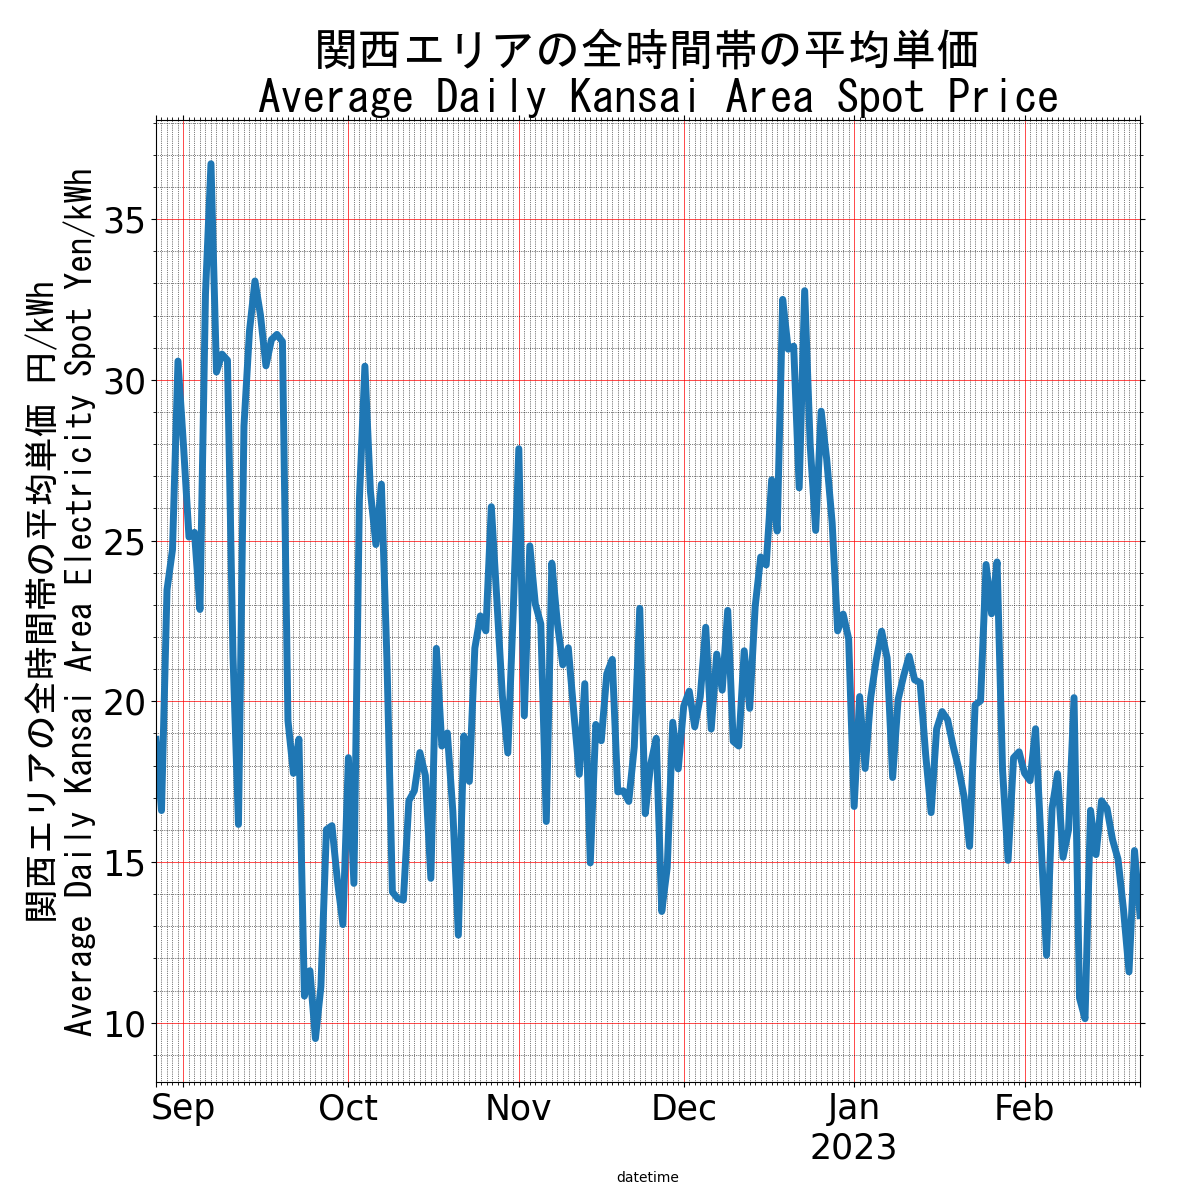 関西エリアの全時間帯の平均単価
Average Daily Kansai Area Spot Price
関西エリアの全時間帯の平均単価 円/kWh
Average Daily Kansai Area Electricity Spot Yen/kWh
35
30
25
20
15
10
Sep Oct Nov Dec Jan Feb
2023
datetime